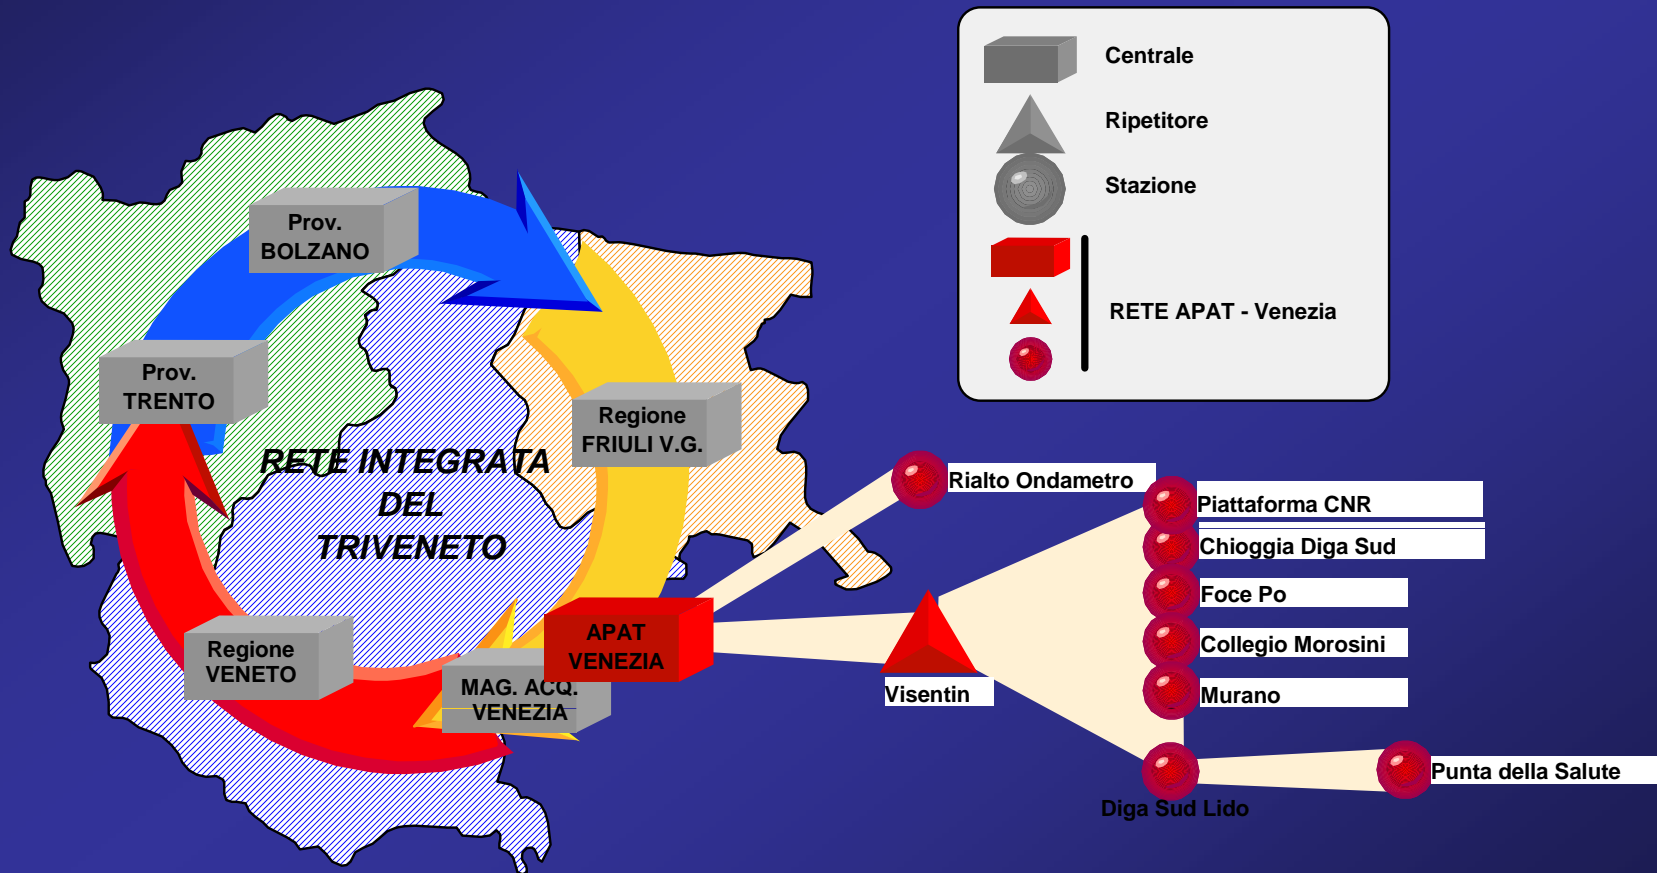 Centrale
Ripetitore
Stazione
RETE APAT - Venezia
Prov.
BOLZANO
Prov.
TRENTO
Regione
FRIULI V.G.
RETE INTEGRATA
DEL
TRIVENETO
Rialto Ondametro
Piattaforma CNR
Chioggia Diga Sud
Foce Po
Collegio Morosini
Murano
APAT
VENEZIA
Regione
VENETO
MAG. ACQ.
VENEZIA
Visentin
Punta della Salute
Diga Sud Lido